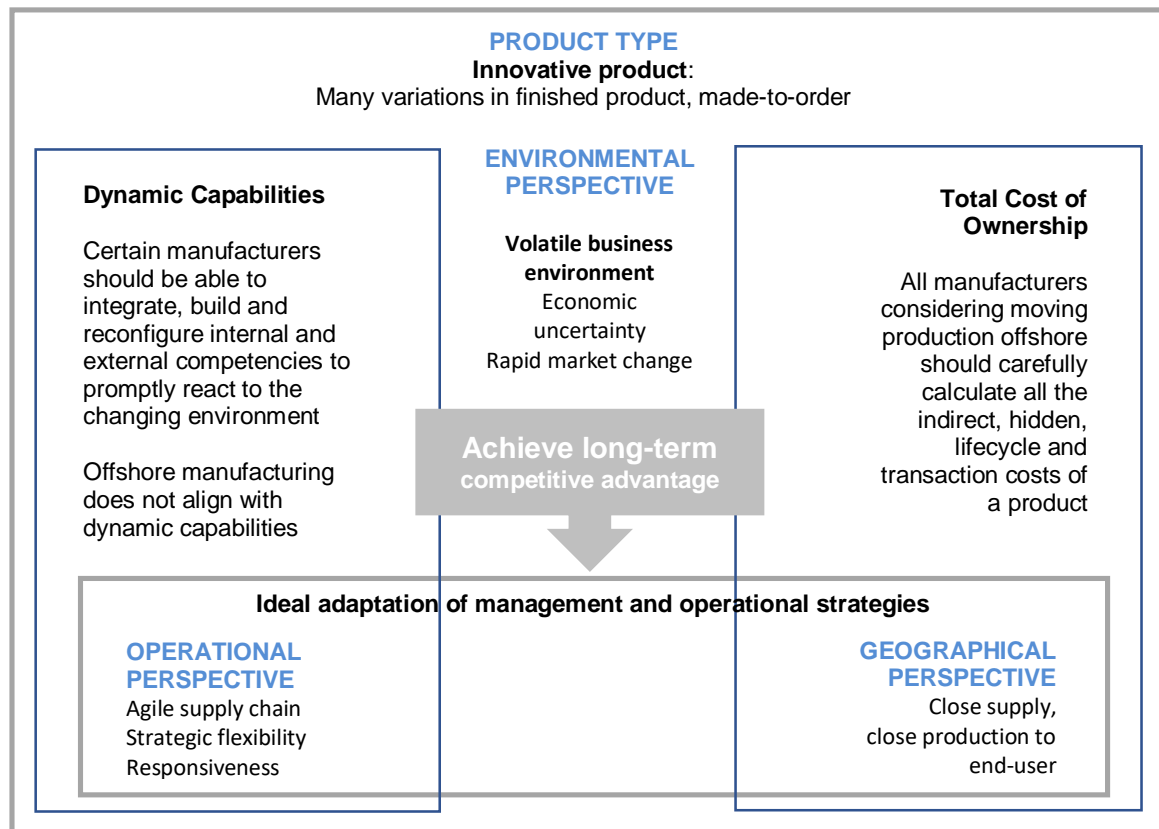 PRODUCT TYPE
Innovative product:
Many variations in finished product, made-to-order
Dynamic Capabilities
Certain manufacturers
should be able to
integrate, build and
reconfigure internal and
external competencies to
promptly react to the
changing environment
Offshore manufacturing
does not align with
dynamic capabilities
ENVIRONMENTAL
PERSPECTIVE
Volatile business
environment
Economic
uncertainty
Rapid market change
Total Cost of
Ownership
All manufacturers
considering moving
production offshore
should carefully
calculate all the
indirect, hidden,
lifecycle and
transaction costs of
a product
Achieve long-term
competitive advantage
Ideal adaptation of management and operational strategies
OPERATIONAL
PERSPECTIVE
Agile supply chain
Strategic flexibility
Responsiveness
GEOGRAPHICAL
PERSPECTIVE
Close supply,
close production to
end-user